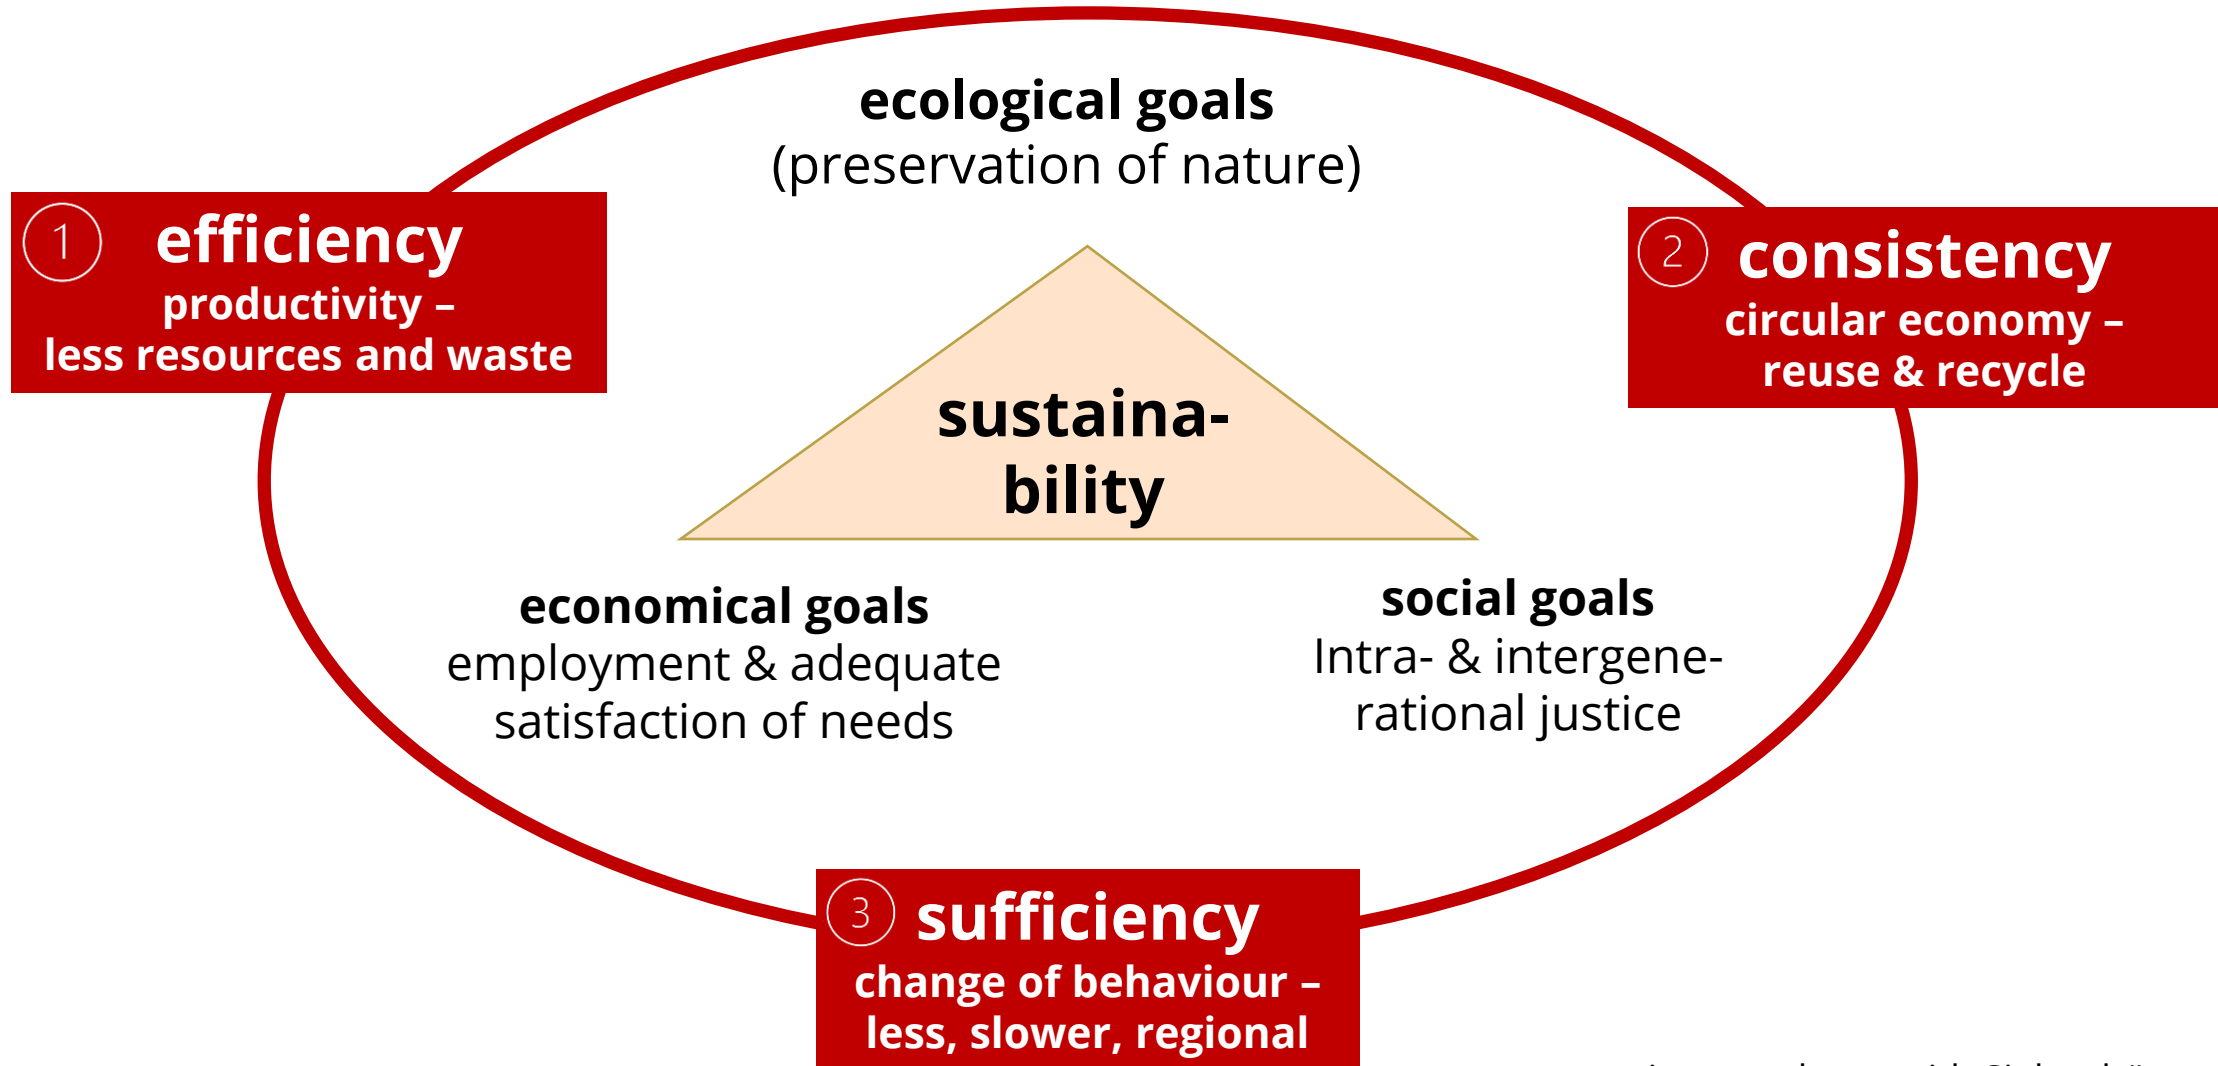 ecological goals
(preservation of nature)
1
efficiency
productivity –
less resources and waste
2
consistency
circular economy –
reuse & recycle
sustaina-
bility
economical goals
employment & adequate
satisfaction of needs
social goals
Intra- & intergene-
rational justice
3
sufficiency
change of behaviour –
less, slower, regional